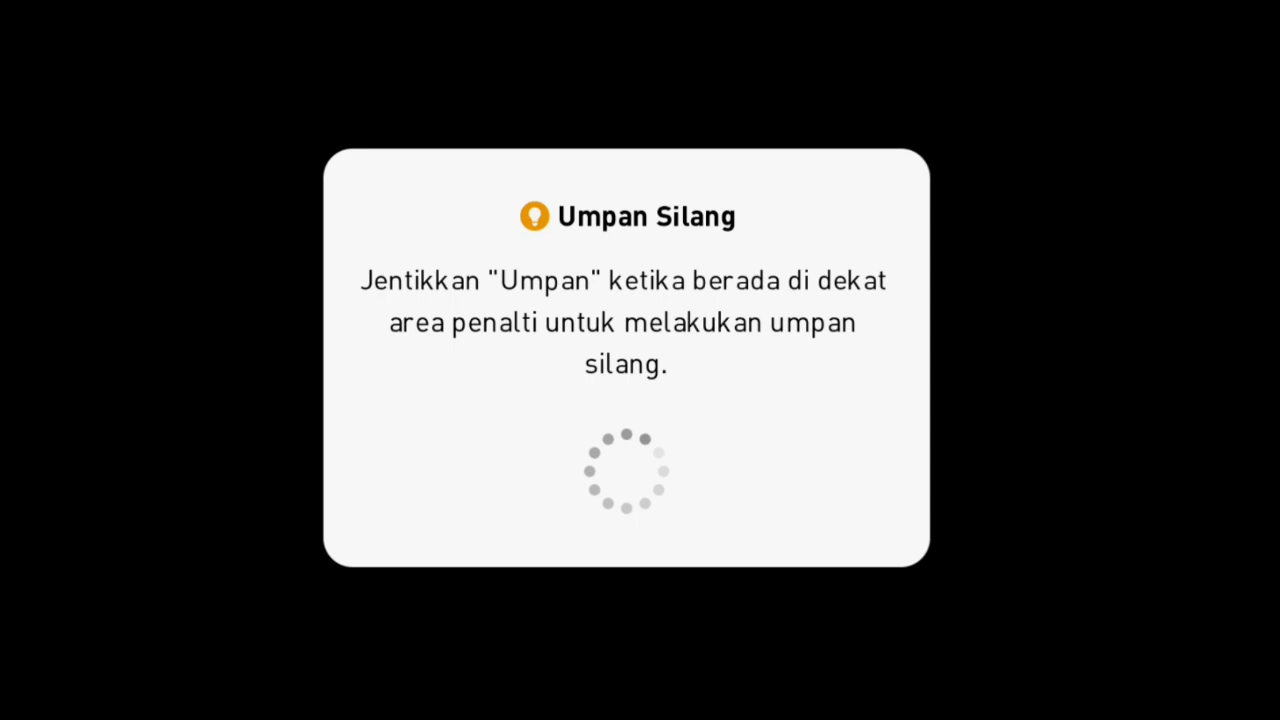 Umpan Silang
Jentikkan "Umpan" ketika berada di dekat
area penalti untuk melakukan umpan
silang.